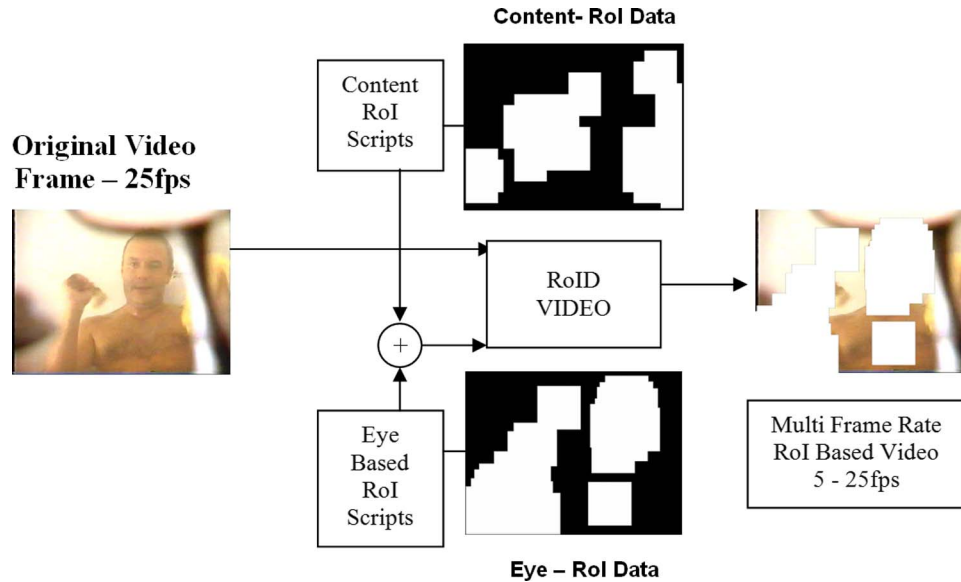 Content- RoI Data
Content
RoI
Scripts
Original Video
Frame – 25fps
RoID
VIDEO
+
Eye
Based
RoI
Scripts
Multi Frame Rate
RoI Based Video
5 - 25fps
Eye – RoI Data